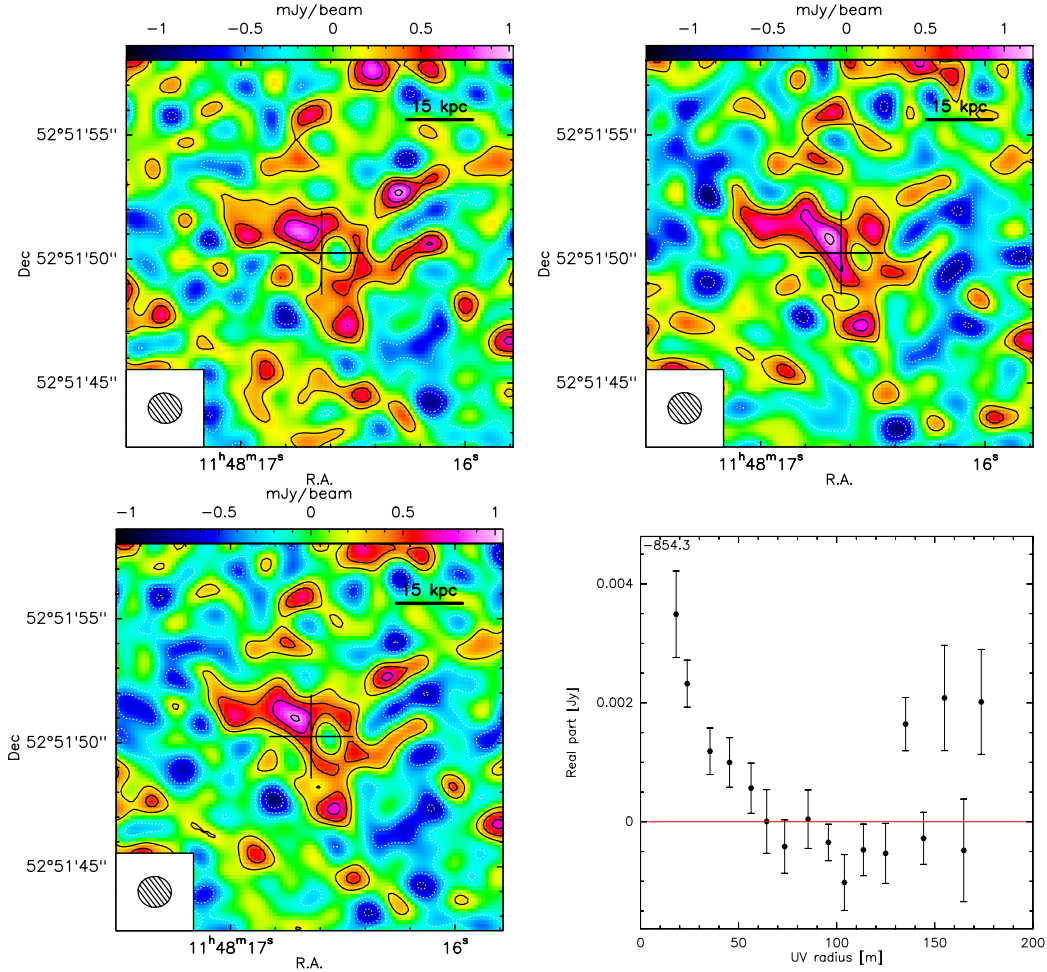 mJy/beam
−1 −0.5 0 0.5 1
15 kpc
52°51'55''
52°51'50''
52°51'45''
Dec
11ʰ48ᵐ17ˢ 16ˢ
R.A.
mJy/beam
−1 −0.5 0 0.5 1
15 kpc
52°51'55''
52°51'50''
52°51'45''
Dec
11ʰ48ᵐ17ˢ 16ˢ
R.A.
mJy/beam
−1 −0.5 0 0.5 1
15 kpc
52°51'55''
52°51'50''
52°51'45''
Dec
11ʰ48ᵐ17ˢ 16ˢ
R.A.
−854.3
0.004
0.002
0
Real part [Jy]
0 50 100 150 200
UV radius [m]